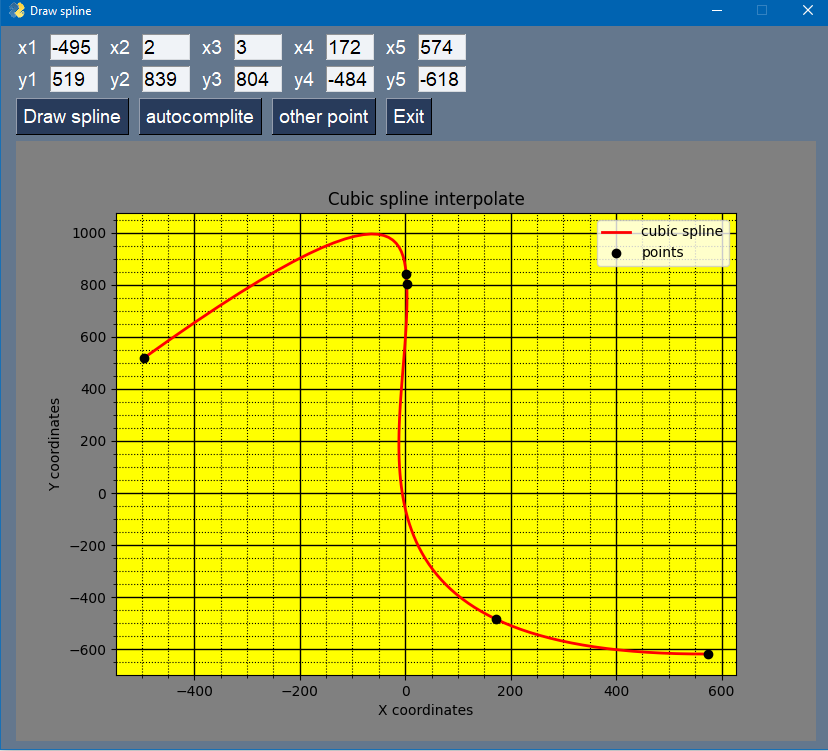 Draw spline
x1 -495 x2 2 x3 3 x4 172 x5 574
y1 519 y2 839 y3 804 y4 -484 y5 -618
Draw spline autocomplite other point Exit
Cubic spline interpolate
cubic spline
points
1000
800
600
400
200
0
−200
−400
−600
Y coordinates
−400 −200 0 200 400 600
X coordinates